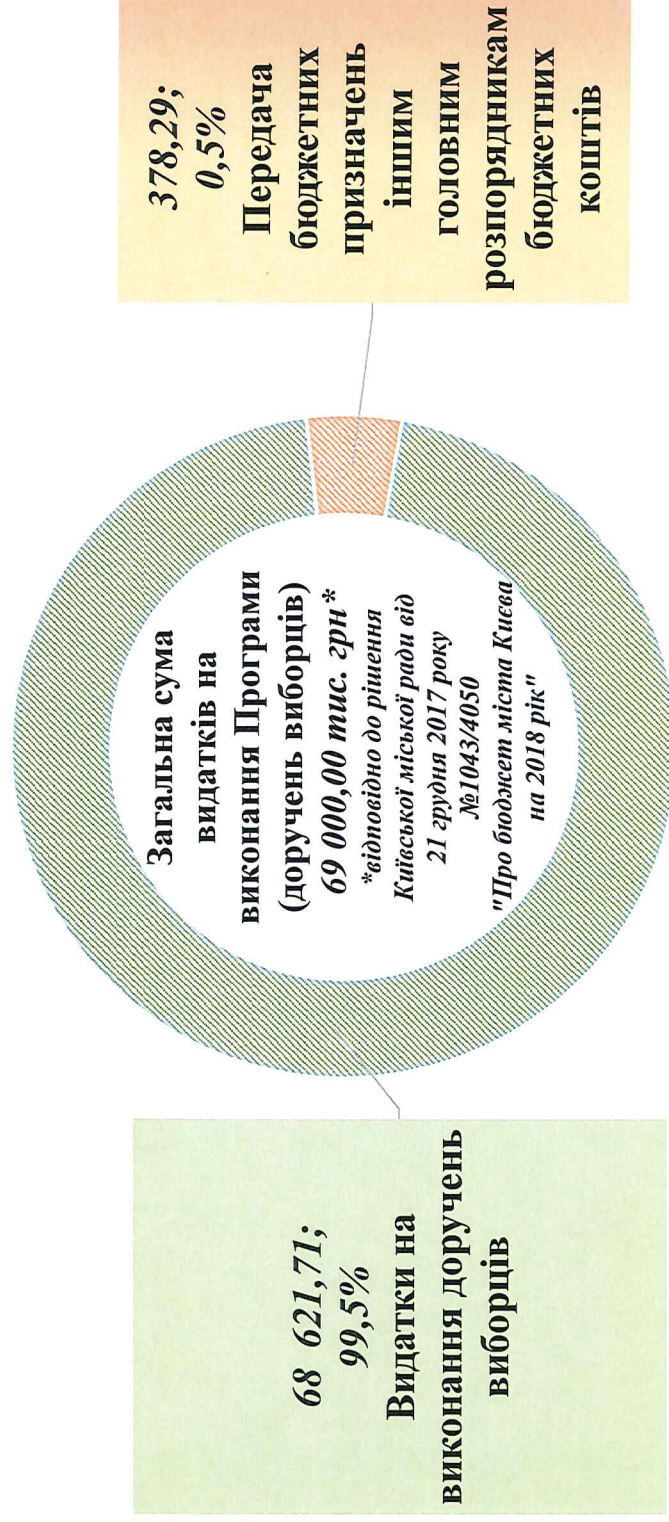 68 621,71;
99,5%
Видатки на
виконання доручень
виборців
Загальна сума
видатків на
виконання Програми
(доручень виборців)
69 000,00 тис. грн*
*відповідно до рішення
Київської міської ради від
21 грудня 2017 року
№1043/4050
"Про бюджет міста Києва
на 2018 рік"
378,29;
0,5%
Передача
бюджетних
призначень
іншим
головним
розпорядникам
бюджетних
коштів